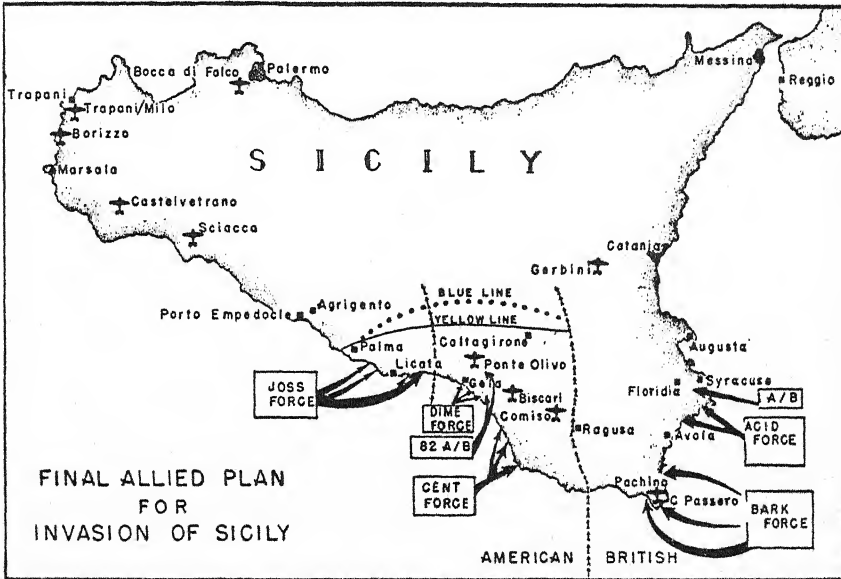 Bocca di Falco
Palermo
Messina
Reggio
Trapani
Trapani/Milo
Borizzo
Marsala
SICILY
Castelvetrano
Sciacca
Catania
Gerbini
BLUE LINE
Agrigento
Porto Empedocle
YELLOW LINE
Caltagirone
Palma
Augusta
Ponte Olivo
Licata
Gela
Floridia
Syracuse
JOSS
FORCE
Biscari
A/B
DIME
FORCE
Comiso
82 A/B
Ragusa
Avola
ACID
FORCE
CENT
FORCE
Pachino
C Passero
BARK
FORCE
FINAL ALLIED PLAN
FOR
INVASION OF SICILY
AMERICAN
BRITISH